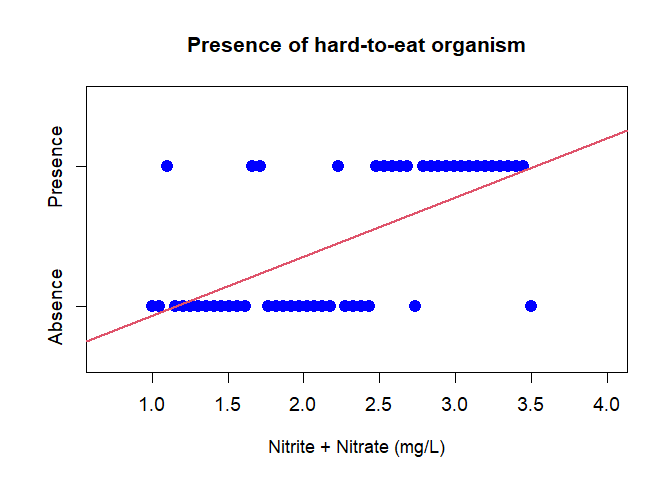 Presence of hard-to-eat organism
Presence
Absence
1.0 1.5 2.0 2.5 3.0 3.5 4.0
Nitrite + Nitrate (mg/L)